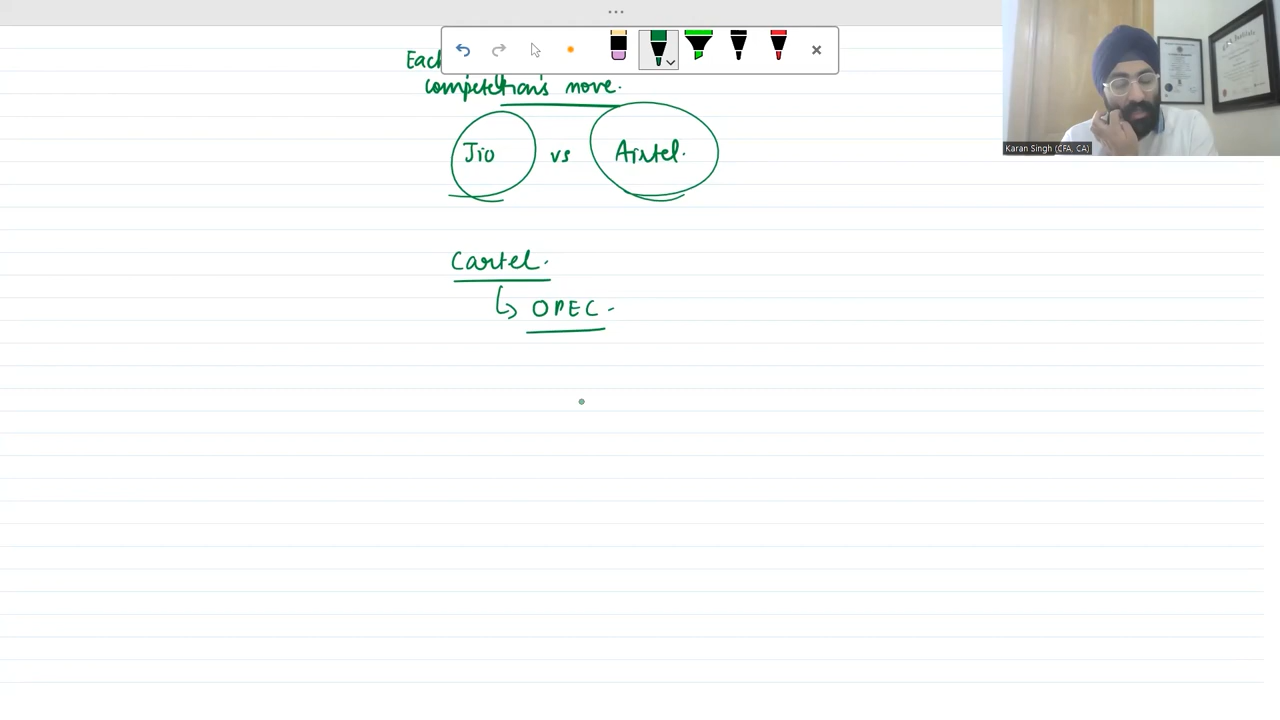 Each
competition's move.
Jio vs Airtel.
Cartel.
↳ OPEC -
Karan Singh (CFA, CA)